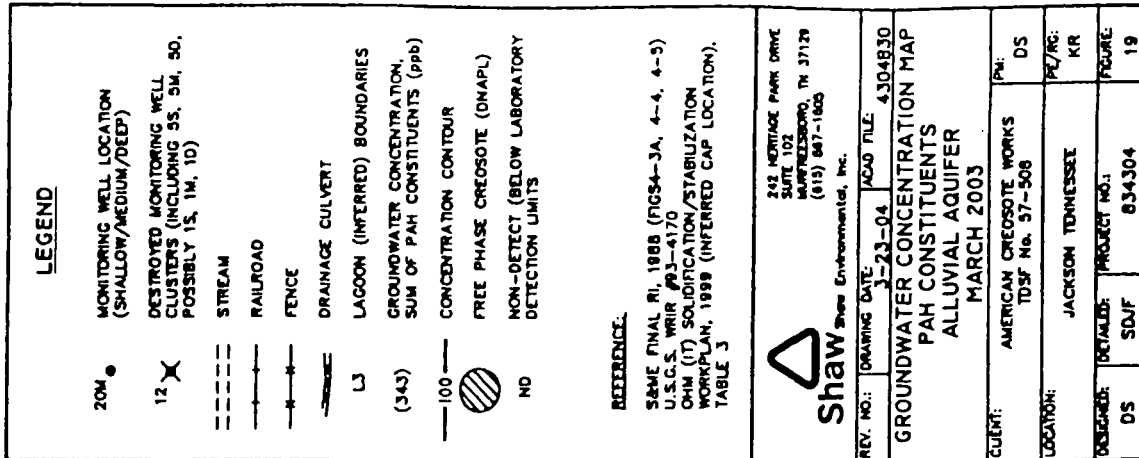 LEGEND
20M
MONITORING WELL LOCATION
(SHALLOW/MEDIUM/DEEP)
12
DESTROYED MONITORING WELL
CLUSTERS (INCLUDING 5S, 5M, 5D,
POSSIBLY 1S, 1M, 1D)
STREAM
RAILROAD
FENCE
DRAINAGE CULVERT
L3
LAGOON (INFERRED) BOUNDARIES
(343)
GROUNDWATER CONCENTRATION,
SUM OF PAH CONSTITUENTS (ppb)
100
CONCENTRATION CONTOUR
FREE PHASE CREOSOTE (DNAPL)
ND
NON-DETECT (BELOW LABORATORY
DETECTION LIMITS
REFERENCE:
S&ME FINAL RI, 1988 (FIGS4-3A, 4-4, 4-5)
U.S.G.S. WRIR #93-4170
OHM (IT) SOLIDIFICATION/STABILIZATION
WORKPLAN, 1999 (INFERRED CAP LOCATION).
TABLE 3
Shaw Shaw Environmental, Inc.
242 HERITAGE PARK DRIVE
SUITE 102
MURFREESBORO, TN 37129
(615) 867-1605
REV. NO.:
DRAWING DATE: 3-23-04
ACAD FILE: 4304B30
GROUNDWATER CONCENTRATION MAP
PAH CONSTITUENTS
ALLUVIAL AQUIFER
MARCH 2003
CLIENT: AMERICAN CREOSOTE WORKS
TDSF No. 57-508
PM: DS
LOCATION: JACKSON TENNESSEE
PE/RG: KR
DESIGNED: DS
DETAILED: SDJF
PROJECT NO.: 834304
FIGURE: 19